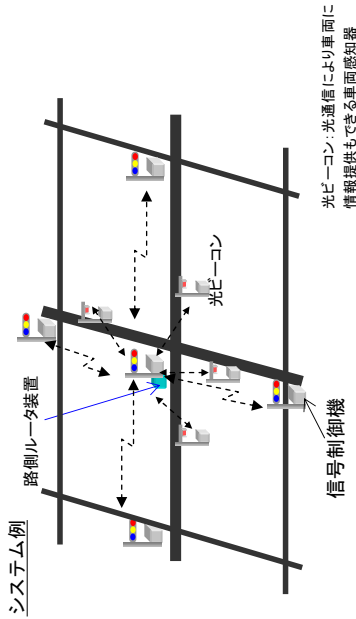 システム例
路側ルータ装置
光ビーコン
信号制御機
光ビーコン：光通信により車両に
情報提供もできる車両感知器